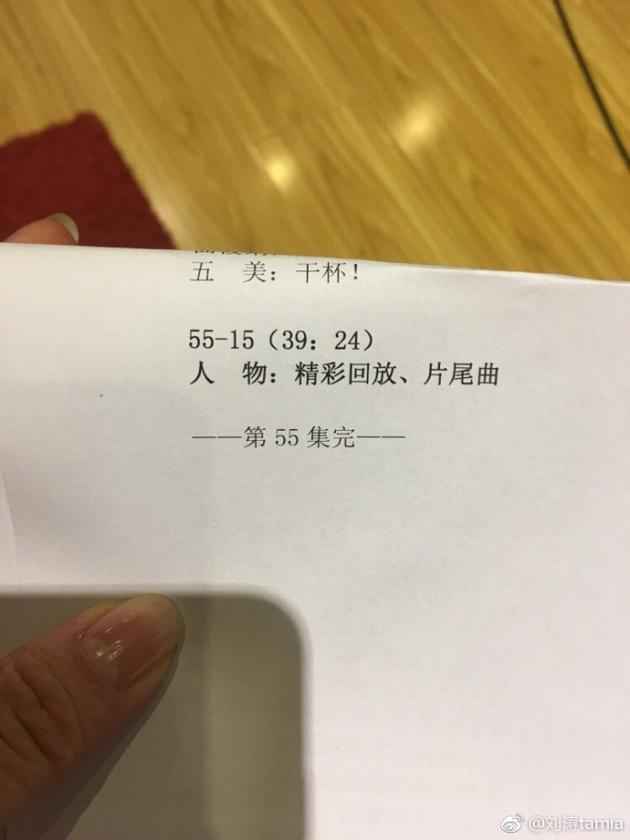 五　美：干杯！
55-15（39：24）
人　物：精彩回放、片尾曲
——第 55 集完——
@刘涛tamia